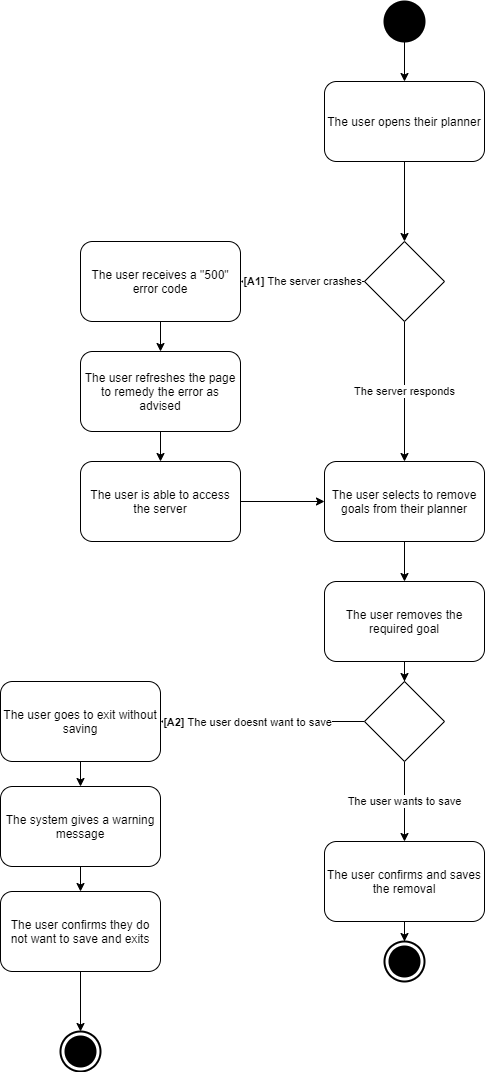 The user opens their planner
The user receives a "500"
error code
[A1] The server crashes
The user refreshes the page
to remedy the error as
advised
The server responds
The user is able to access
the server
The user selects to remove
goals from their planner
The user removes the
required goal
The user goes to exit without
saving
[A2] The user doesnt want to save
The system gives a warning
message
The user wants to save
The user confirms and saves
the removal
The user confirms they do
not want to save and exits